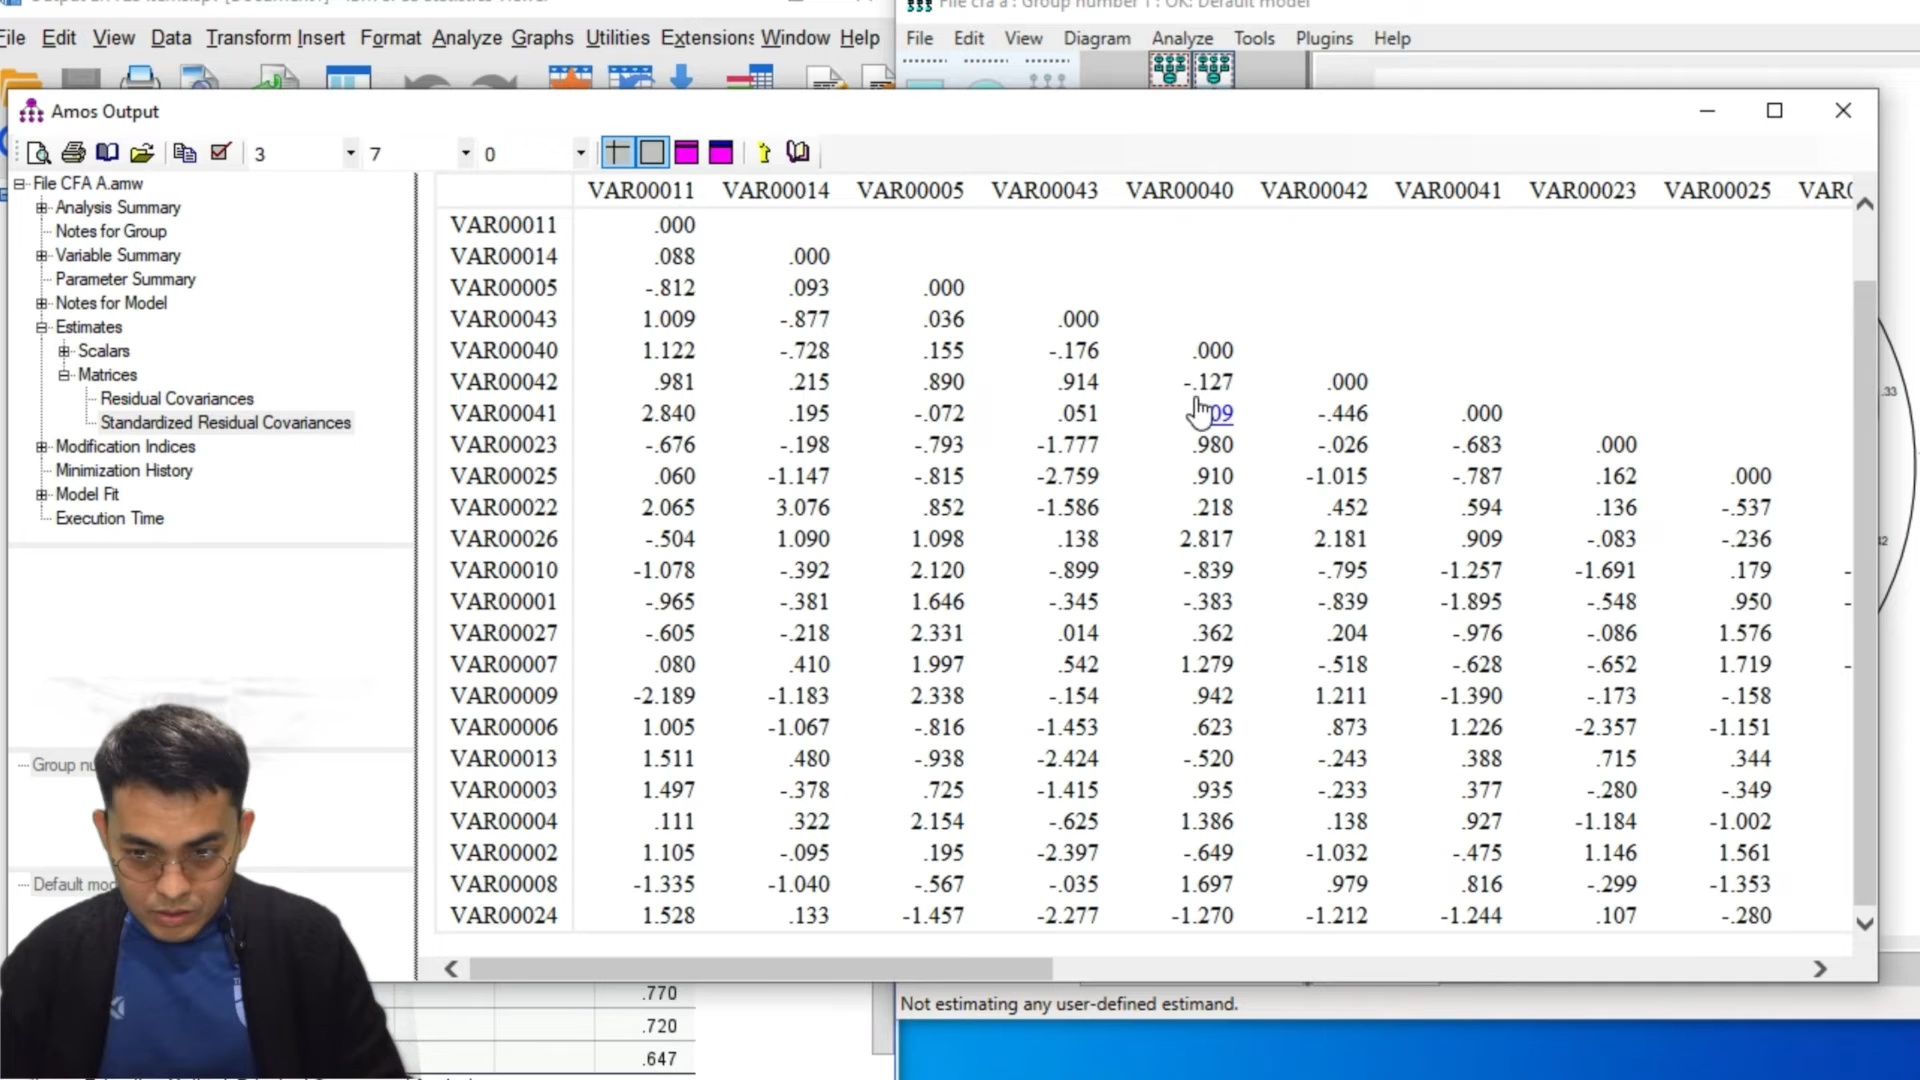 File Edit View Data Transform Insert Format Analyze Graphs Utilities Extensions Window Help
File cfa a : Group number 1 : OK: Default model
File Edit View Diagram Analyze Tools Plugins Help
Amos Output
3 7 0
File CFA A.amw
Analysis Summary
Notes for Group
Variable Summary
Parameter Summary
Notes for Model
Estimates
Scalars
Matrices
Residual Covariances
Standardized Residual Covariances
Modification Indices
Minimization History
Model Fit
Execution Time
Group nu
Default mod
VAR00011 VAR00014 VAR00005 VAR00043 VAR00040 VAR00042 VAR00041 VAR00023 VAR00025 VAR0
VAR00011 .000
VAR00014 .088 .000
VAR00005 -.812 .093 .000
VAR00043 1.009 -.877 .036 .000
VAR00040 1.122 -.728 .155 -.176 .000
VAR00042 .981 .215 .890 .914 -.127 .000
VAR00041 2.840 .195 -.072 .051 09 -.446 .000
VAR00023 -.676 -.198 -.793 -1.777 .980 -.026 -.683 .000
VAR00025 .060 -1.147 -.815 -2.759 .910 -1.015 -.787 .162 .000
VAR00022 2.065 3.076 .852 -1.586 .218 .452 .594 .136 -.537
VAR00026 -.504 1.090 1.098 .138 2.817 2.181 .909 -.083 -.236
VAR00010 -1.078 -.392 2.120 -.899 -.839 -.795 -1.257 -1.691 .179 -
VAR00001 -.965 -.381 1.646 -.345 -.383 -.839 -1.895 -.548 .950 -
VAR00027 -.605 -.218 2.331 .014 .362 .204 -.976 -.086 1.576
VAR00007 .080 .410 1.997 .542 1.279 -.518 -.628 -.652 1.719 -
VAR00009 -2.189 -1.183 2.338 -.154 .942 1.211 -1.390 -.173 -.158
VAR00006 1.005 -1.067 -.816 -1.453 .623 .873 1.226 -2.357 -1.151
VAR00013 1.511 .480 -.938 -2.424 -.520 -.243 .388 .715 .344
VAR00003 1.497 -.378 .725 -1.415 .935 -.233 .377 -.280 -.349
VAR00004 .111 .322 2.154 -.625 1.386 .138 .927 -1.184 -1.002
VAR00002 1.105 -.095 .195 -2.397 -.649 -1.032 -.475 1.146 1.561
VAR00008 -1.335 -1.040 -.567 -.035 1.697 .979 .816 -.299 -1.353
VAR00024 1.528 .133 -1.457 -2.277 -1.270 -1.212 -1.244 .107 -.280
.33
.770
.720
.647
Not estimating any user-defined estimand.